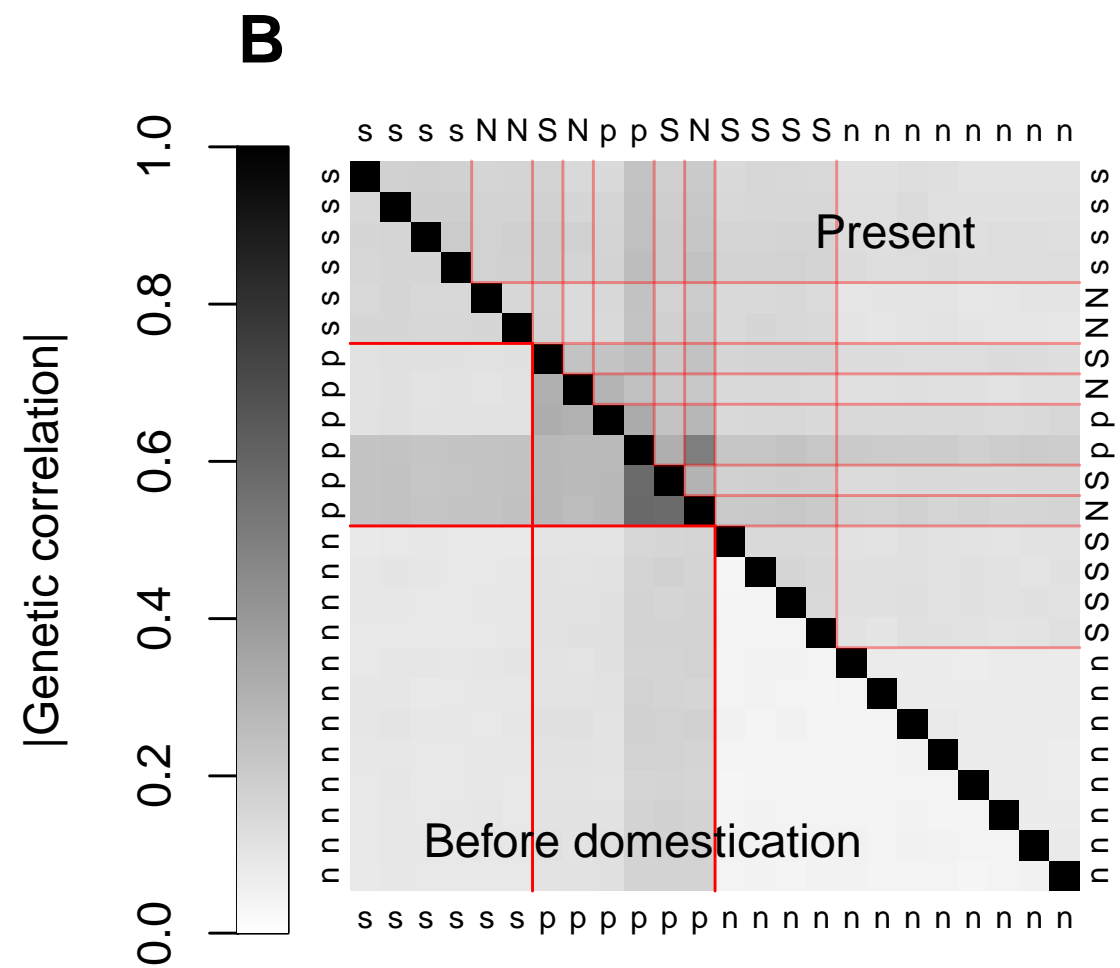 B
|Genetic correlation|
1.0
0.8
0.6
0.4
0.2
0.0
s s s s N N S N p p S N S S S S n n n n n n n n
s s s s s s p p p p p p n n n n n n n n n n n n
Present
Before domestication
s s s s N N S N p p S N S S S S n n n n n n n n
s s s s s s p p p p p p n n n n n n n n n n n n